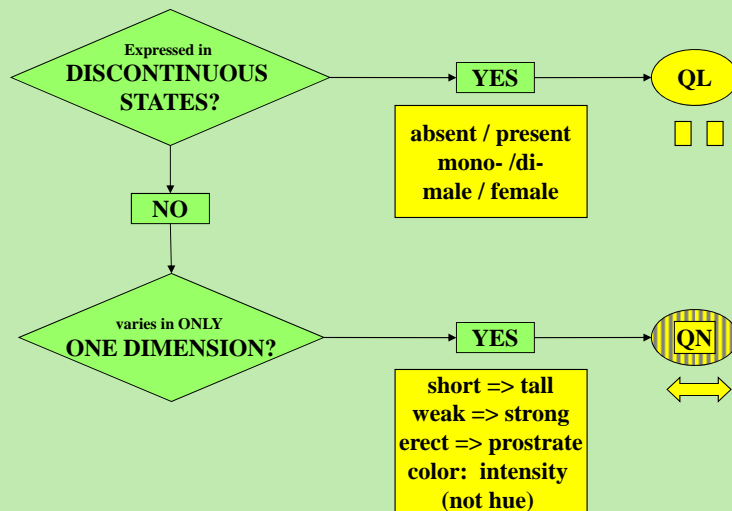 Expressed in
DISCONTINUOUS
STATES?
YES
QL
absent / present
mono- /di-
male / female
NO
varies in ONLY
ONE DIMENSION?
YES
QN
short => tall
weak => strong
erect => prostrate
color:  intensity
(not hue)